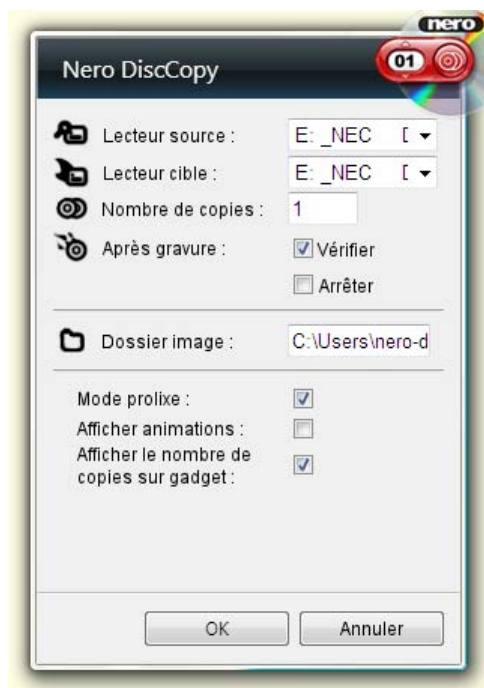 nero
01
Nero DiscCopy
Lecteur source : E: _NEC
Lecteur cible : E: _NEC
Nombre de copies : 1
Après gravure : Vérifier
Arrêter
Dossier image : C:\Users\nero-d
Mode prolixe :
Afficher animations :
Afficher le nombre de
copies sur gadget :
OK Annuler